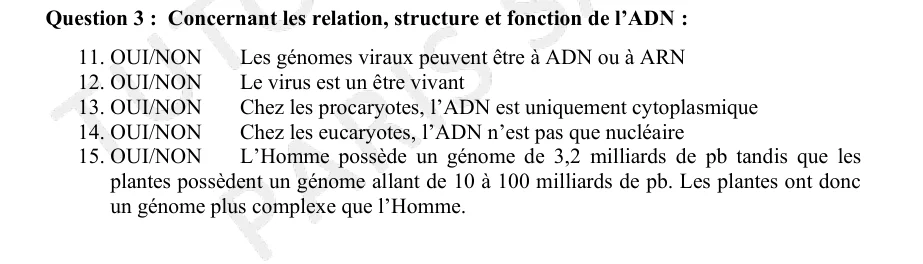 Question 3 : Concernant les relation, structure et fonction de l'ADN :
11. OUI/NON Les génomes viraux peuvent être à ADN ou à ARN
12. OUI/NON Le virus est un être vivant
13. OUI/NON Chez les procaryotes, l'ADN est uniquement cytoplasmique
14. OUI/NON Chez les eucaryotes, l'ADN n'est pas que nucléaire
15. OUI/NON L'Homme possède un génome de 3,2 milliards de pb tandis que les
plantes possèdent un génome allant de 10 à 100 milliards de pb. Les plantes ont donc
un génome plus complexe que l'Homme.